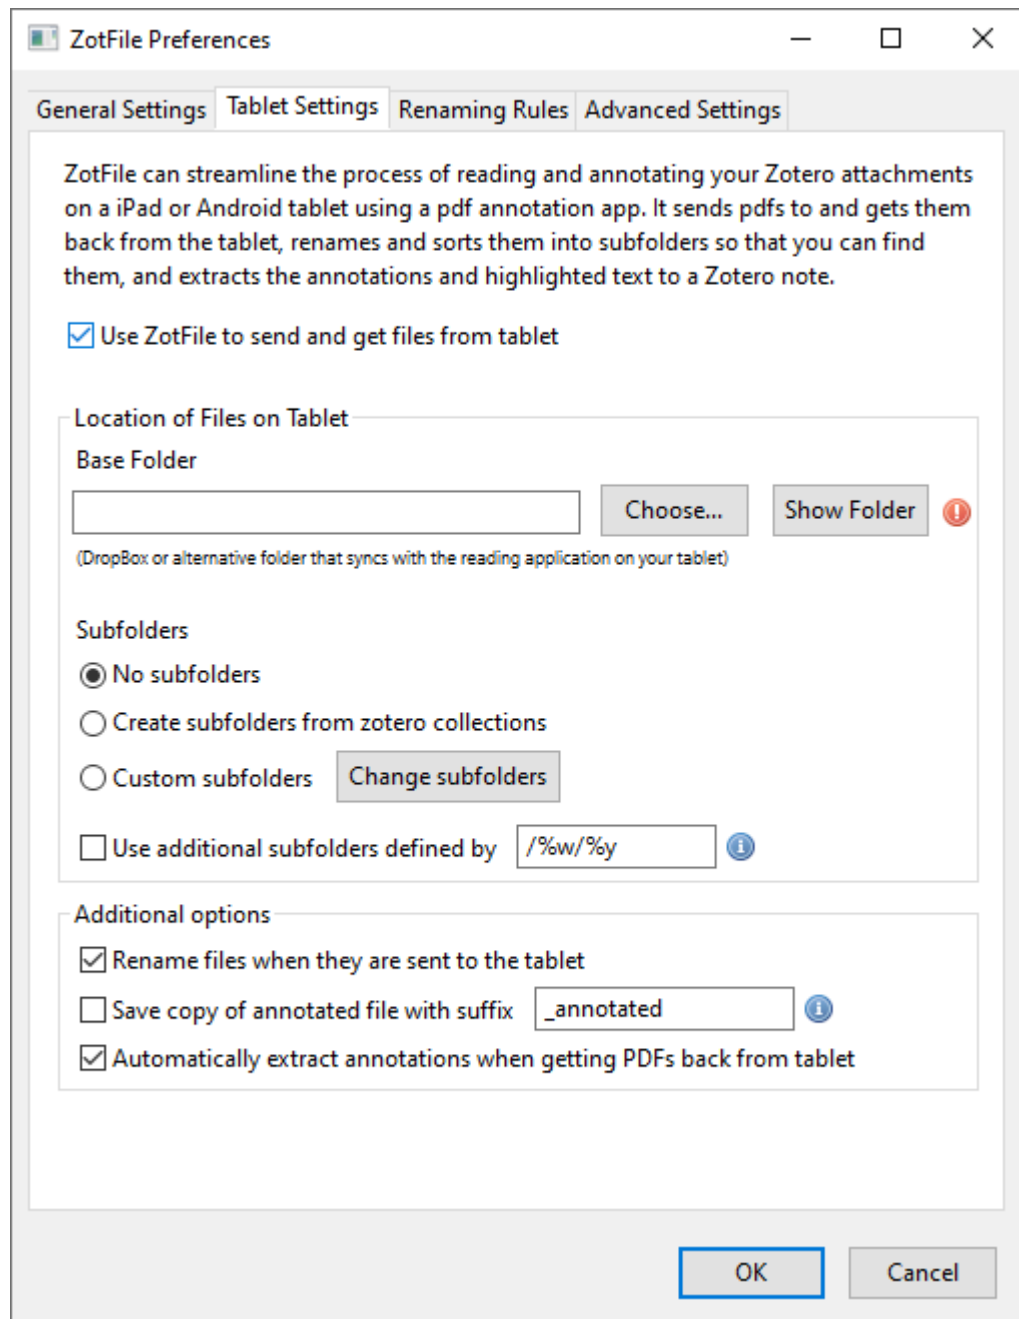 ZotFile Preferences
General Settings Tablet Settings Renaming Rules Advanced Settings
ZotFile can streamline the process of reading and annotating your Zotero attachments
on a iPad or Android tablet using a pdf annotation app. It sends pdfs to and gets them
back from the tablet, renames and sorts them into subfolders so that you can find
them, and extracts the annotations and highlighted text to a Zotero note.
Use ZotFile to send and get files from tablet
Location of Files on Tablet
Base Folder
Choose... Show Folder
(DropBox or alternative folder that syncs with the reading application on your tablet)
Subfolders
No subfolders
Create subfolders from zotero collections
Custom subfolders Change subfolders
Use additional subfolders defined by /%w/%y
Additional options
Rename files when they are sent to the tablet
Save copy of annotated file with suffix _annotated
Automatically extract annotations when getting PDFs back from tablet
OK Cancel